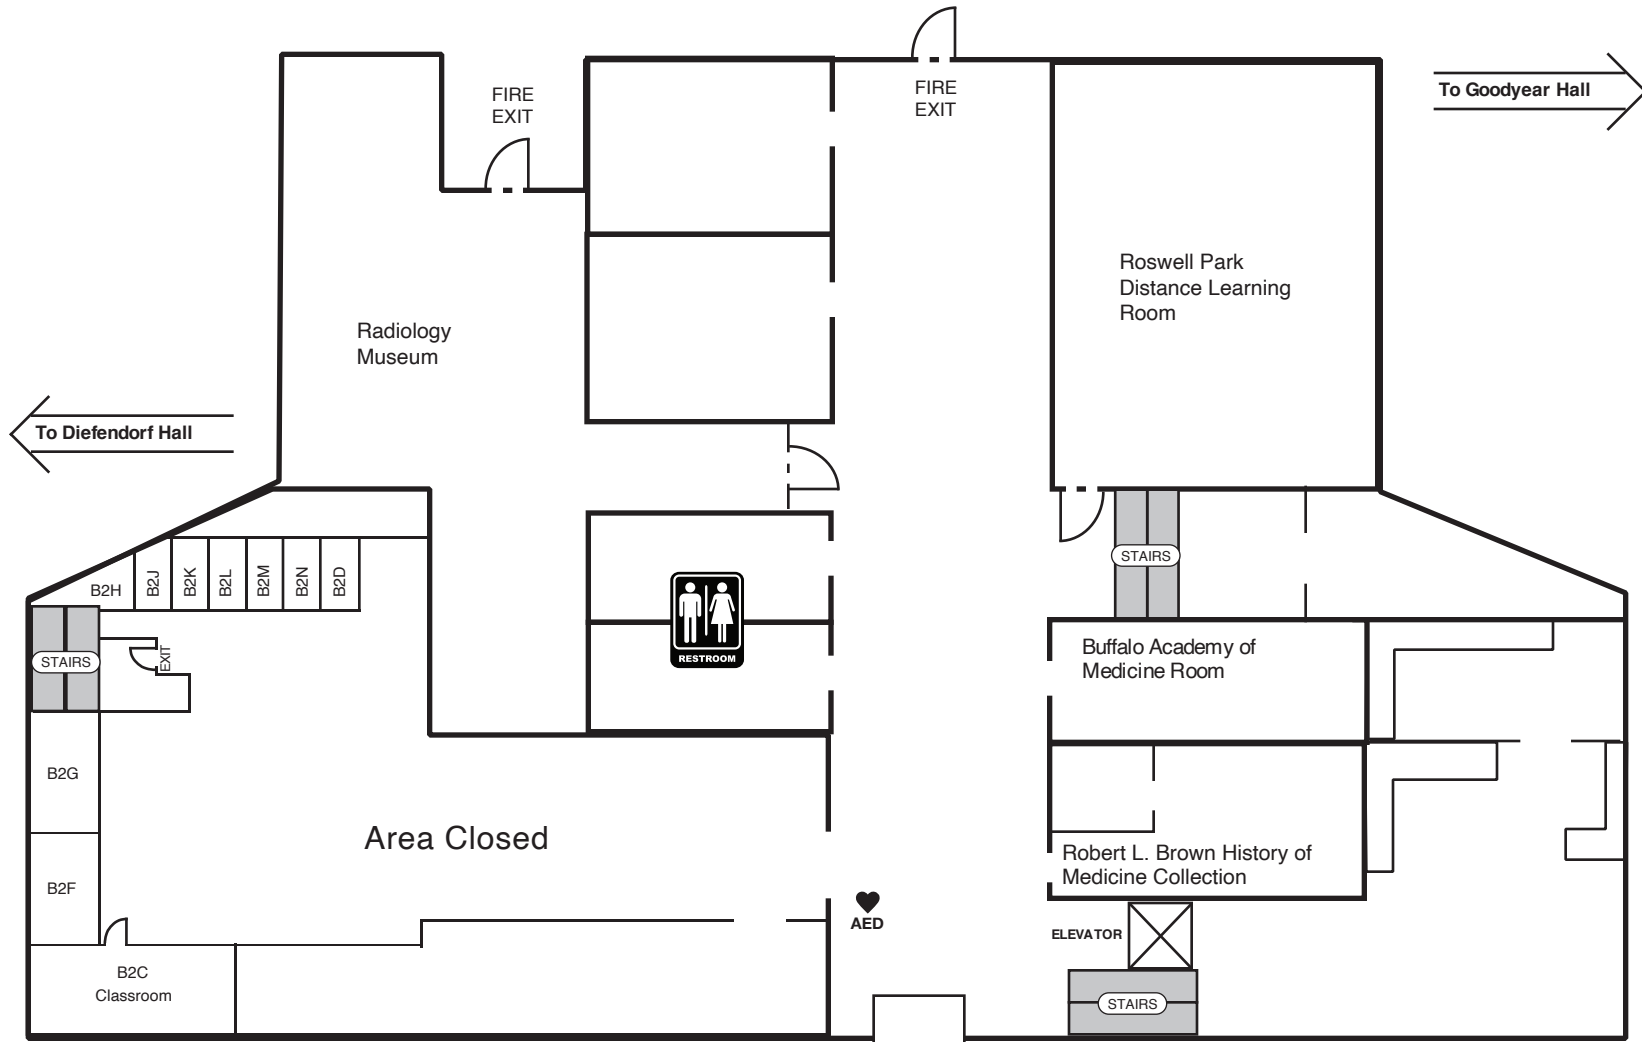 FIRE
EXIT
FIRE
EXIT
To Goodyear Hall
Roswell Park
Distance Learning
Room
Radiology
Museum
To Diefendorf Hall
STAIRS
B2H
B2J
B2K
B2L
B2M
B2N
B2D
STAIRS
EXIT
RESTROOM
Buffalo Academy of
Medicine Room
B2G
Area Closed
Robert L. Brown History of
Medicine Collection
B2F
AED
ELEVATOR
B2C
Classroom
STAIRS